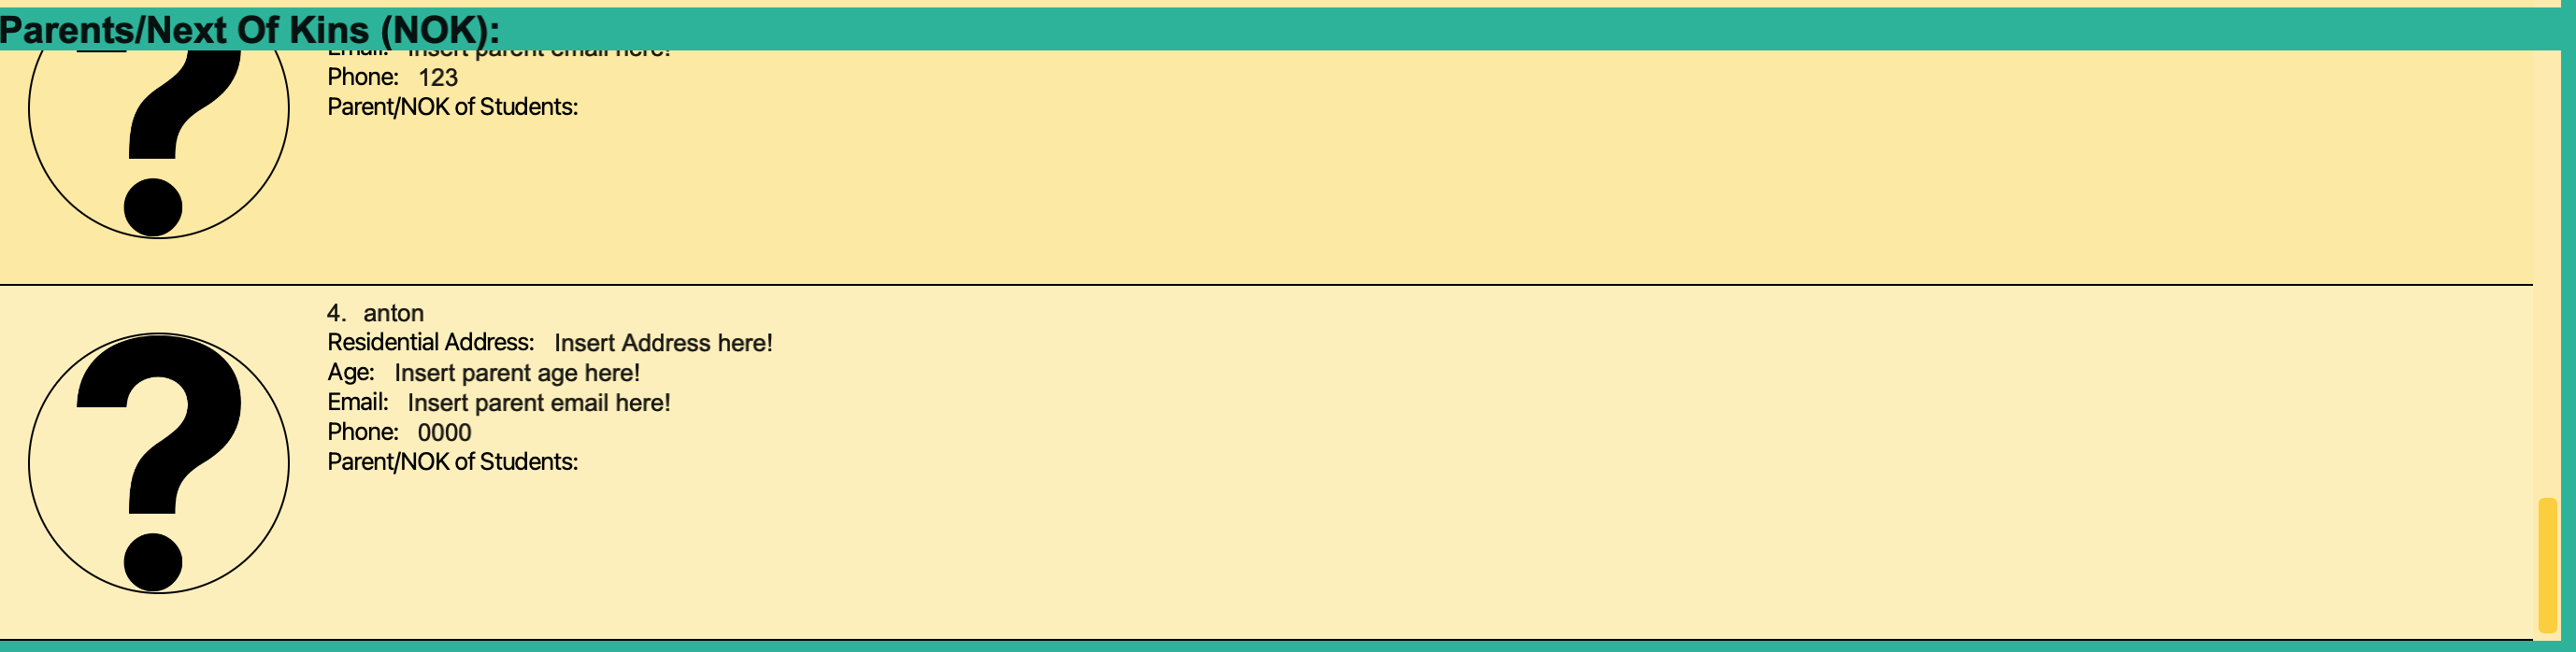 Parents/Next Of Kins (NOK):
Email: Insert parent email here!
Phone: 123
Parent/NOK of Students:
?
4. anton
Residential Address: Insert Address here!
Age: Insert parent age here!
Email: Insert parent email here!
Phone: 0000
Parent/NOK of Students:
?